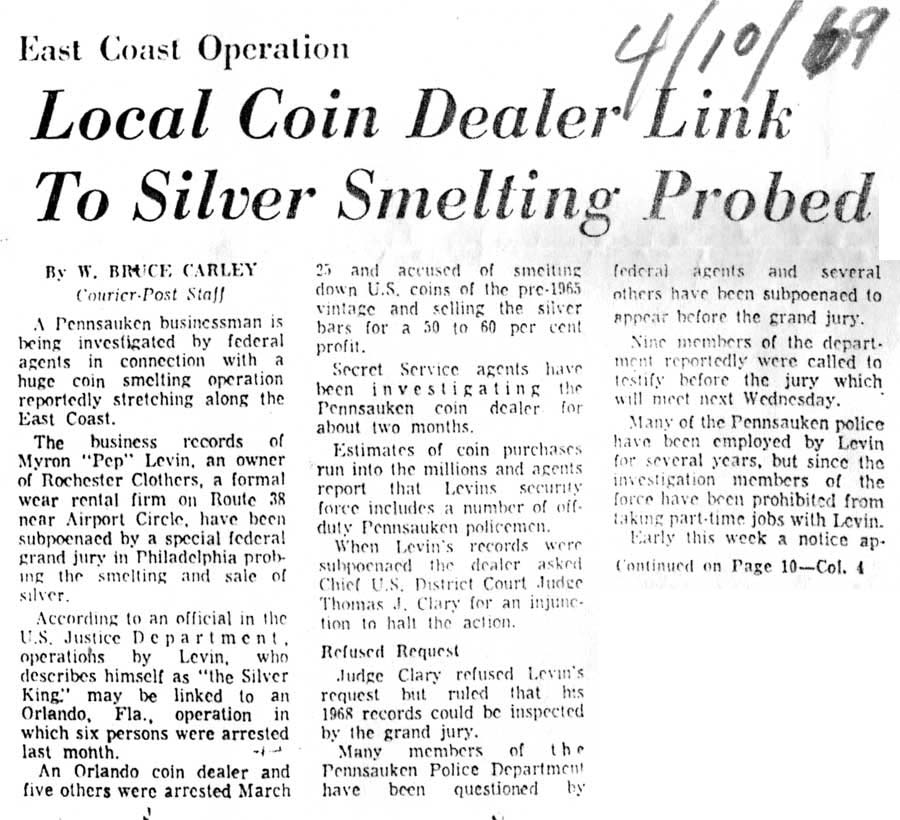 East Coast Operation
4/10/69
Local Coin Dealer Link
To Silver Smelting Probed
By W. BRUCE CARLEY
Courier-Post Staff
A Pennsauken businessman is
being investigated by federal
agents in connection with a
huge coin smelting operation
reportedly stretching along the
East Coast.
The business records of
Myron "Pep" Levin, an owner
of Rochester Clothers, a formal
wear rental firm on Route 38
near Airport Circle, have been
subpoenaed by a special federal
grand jury in Philadelphia prob-
ing the smelting and sale of
silver.
According to an official in the
U.S. Justice Department,
operations by Levin, who
describes himself as "the Silver
King," may be linked to an
Orlando, Fla., operation in
which six persons were arrested
last month.
An Orlando coin dealer and
five others were arrested March
25 and accused of smelting
down U.S. coins of the pre-1965
vintage and selling the silver
bars for a 50 to 60 per cent
profit.
Secret Service agents have
been investigating the
Pennsauken coin dealer for
about two months.
Estimates of coin purchases
run into the millions and agents
report that Levins security
force includes a number of off-
duty Pennsauken policemen.
When Levin's records were
subpoenaed the dealer asked
Chief U.S. District Court Judge
Thomas J. Clary for an injunc-
tion to halt the action.
Refused Request
Judge Clary refused Levin's
request but ruled that his
1968 records could be inspected
by the grand jury.
Many members of the
Pennsauken Police Department
have been questioned by
federal agents and several
others have been subpoenaed to
appear before the grand jury.
Nine members of the depart-
ment reportedly were called to
testify before the jury which
will meet next Wednesday.
Many of the Pennsauken police
have been employed by Levin
for several years, but since the
investigation members of the
force have been prohibited from
taking part-time jobs with Levin.
Early this week a notice ap-
Continued on Page 10—Col. 4